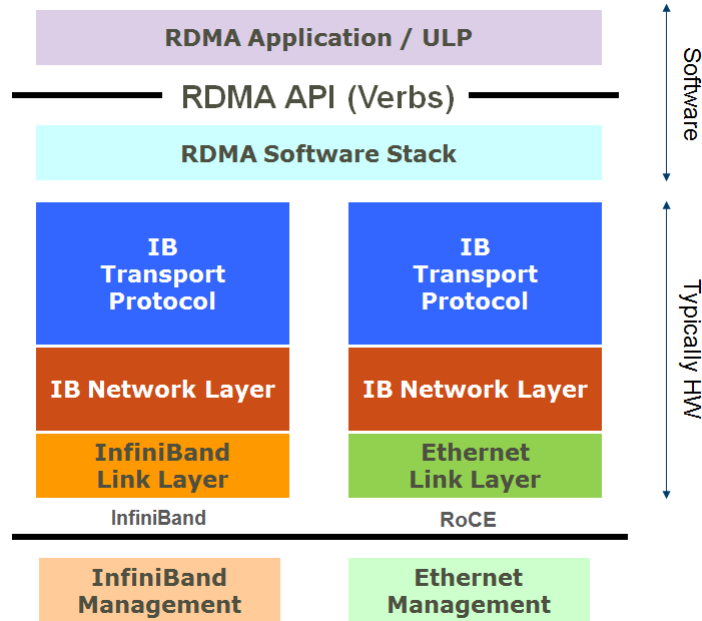 RDMA Application / ULP
RDMA API (Verbs)
RDMA Software Stack
Software
IB
Transport
Protocol
IB
Transport
Protocol
IB Network Layer
IB Network Layer
InfiniBand
Link Layer
Ethernet
Link Layer
Typically HW
InfiniBand
RoCE
InfiniBand
Management
Ethernet
Management